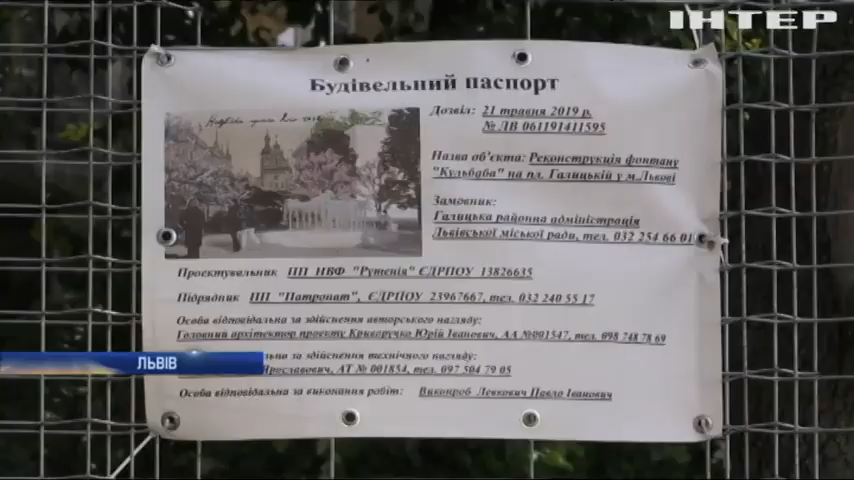 ІНТЕР
Будівельний паспорт
Дозвіл: 21 травня 2019 р.
№ ЛВ 061191411595
Назва об'єкта: Реконструкція фонтану
"Кульбаба" на пл. Галицькій у м.Львові
Замовник:
Галицька районна адміністрація
Львівської міської ради, тел. 032 254 66 01
Проектувальник ПП НВФ "Рутенія" ЄДРПОУ 13826635
Підрядник ПП "Патронат", ЄДРПОУ 23967667, тел. 032 240 55 17
Особа відповідальна за здійснення авторського нагляду:
Головний архітектор проекту Криворучко Юрій Іванович, АА №001547, тел. 098 748 78 69
за здійснення технічного нагляду:
Ярославович, АТ № 001854, тел. 097 504 79 05
ЛЬВІВ
Особа відповідальна за виконання робіт: Виконроб Левкович Павло Іванович